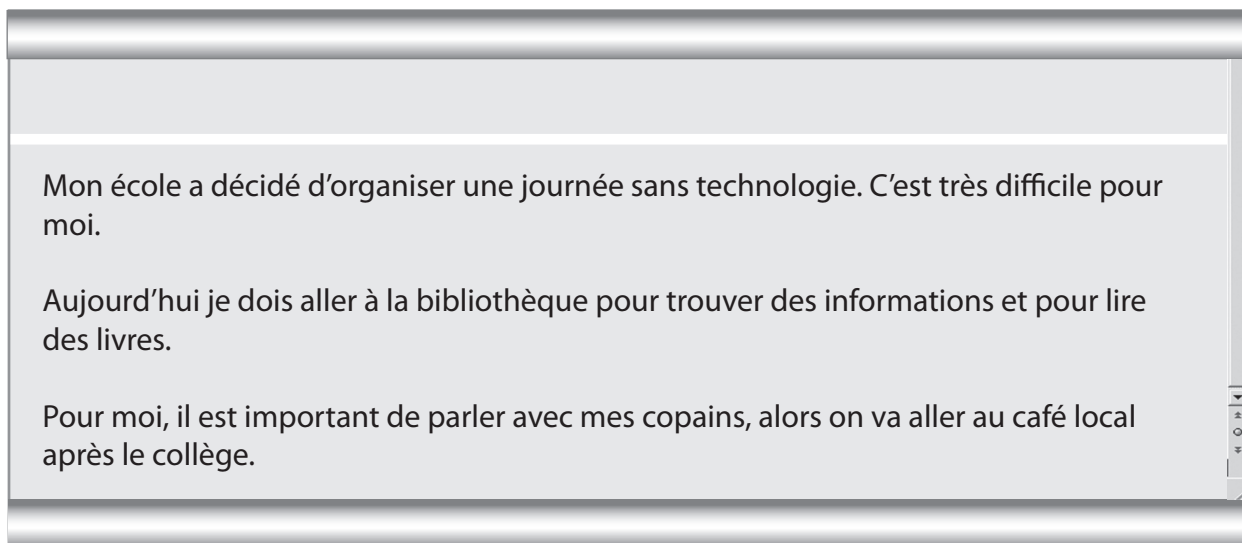 Mon école a décidé d’organiser une journée sans technologie. C’est très difficile pour
moi.
Aujourd’hui je dois aller à la bibliothèque pour trouver des informations et pour lire
des livres.
Pour moi, il est important de parler avec mes copains, alors on va aller au café local
après le collège.